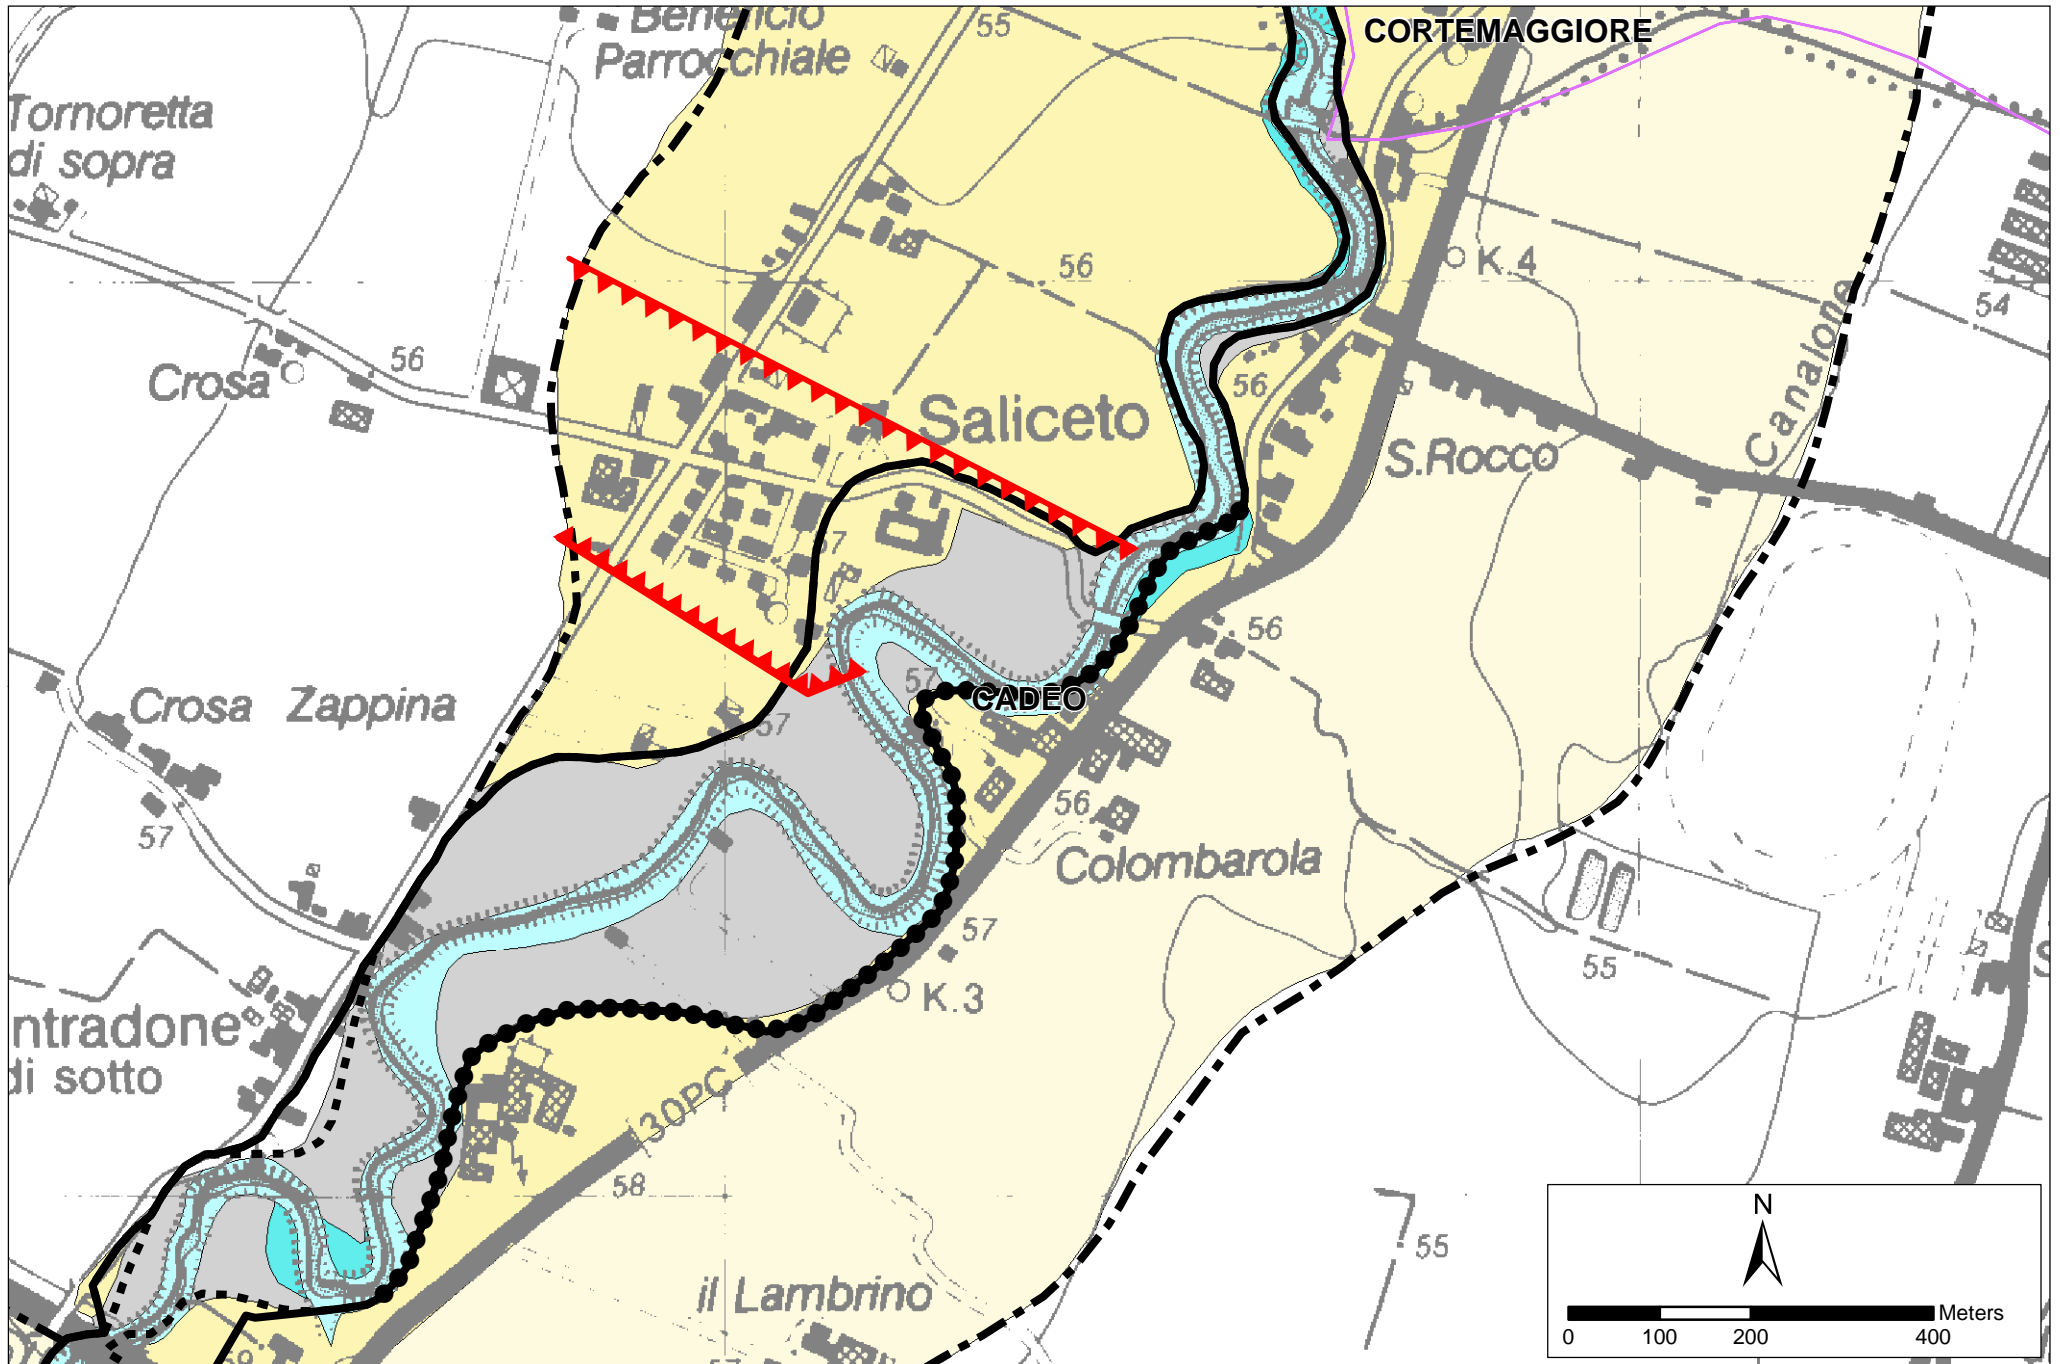 Beneficio
Parrocchiale
55
CORTEMAGGIORE
Tornoretta
di sopra
56
K.4
54
Canalone
56
Crosa
56
Saliceto
S.Rocco
57
56
57
CADEO
Crosa Zappina
57
56
57
Colombarola
57
55
K.3
ntradone
di sotto
130PC
58
55
il Lambrino
N
Meters
0
100
200
400